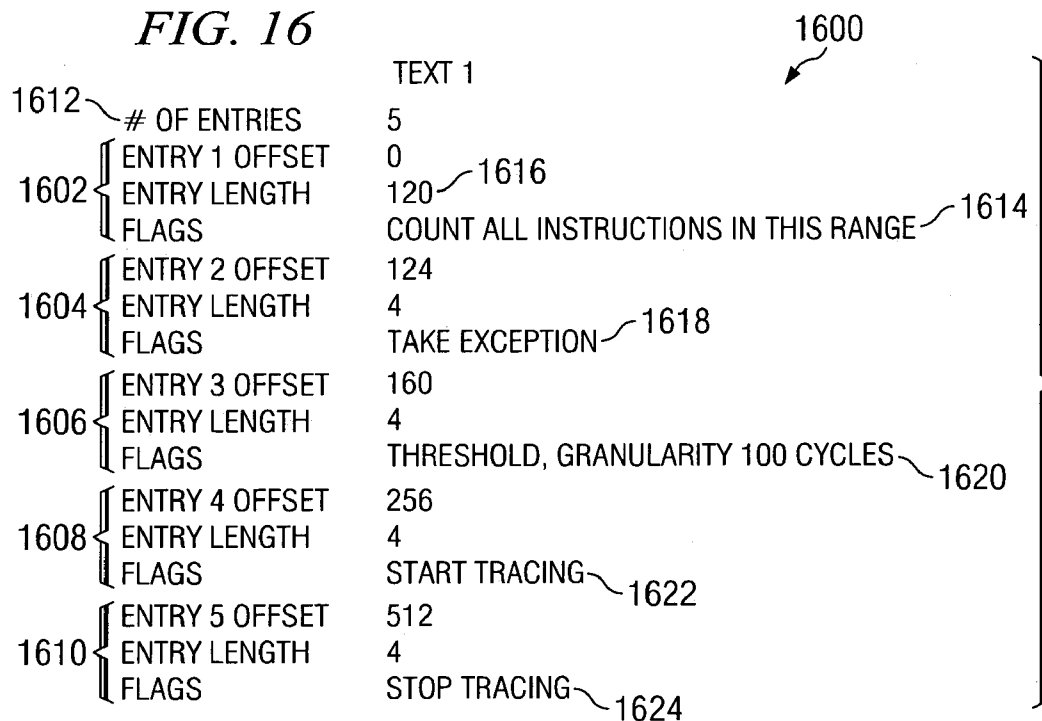 FIG. 16
1600
TEXT 1
1612 # OF ENTRIES 5
ENTRY 1 OFFSET 0
1602 ENTRY LENGTH 120 1616
FLAGS COUNT ALL INSTRUCTIONS IN THIS RANGE 1614
ENTRY 2 OFFSET 124
1604 ENTRY LENGTH 4
FLAGS TAKE EXCEPTION 1618
ENTRY 3 OFFSET 160
1606 ENTRY LENGTH 4
FLAGS THRESHOLD, GRANULARITY 100 CYCLES 1620
ENTRY 4 OFFSET 256
1608 ENTRY LENGTH 4
FLAGS START TRACING 1622
ENTRY 5 OFFSET 512
1610 ENTRY LENGTH 4
FLAGS STOP TRACING 1624